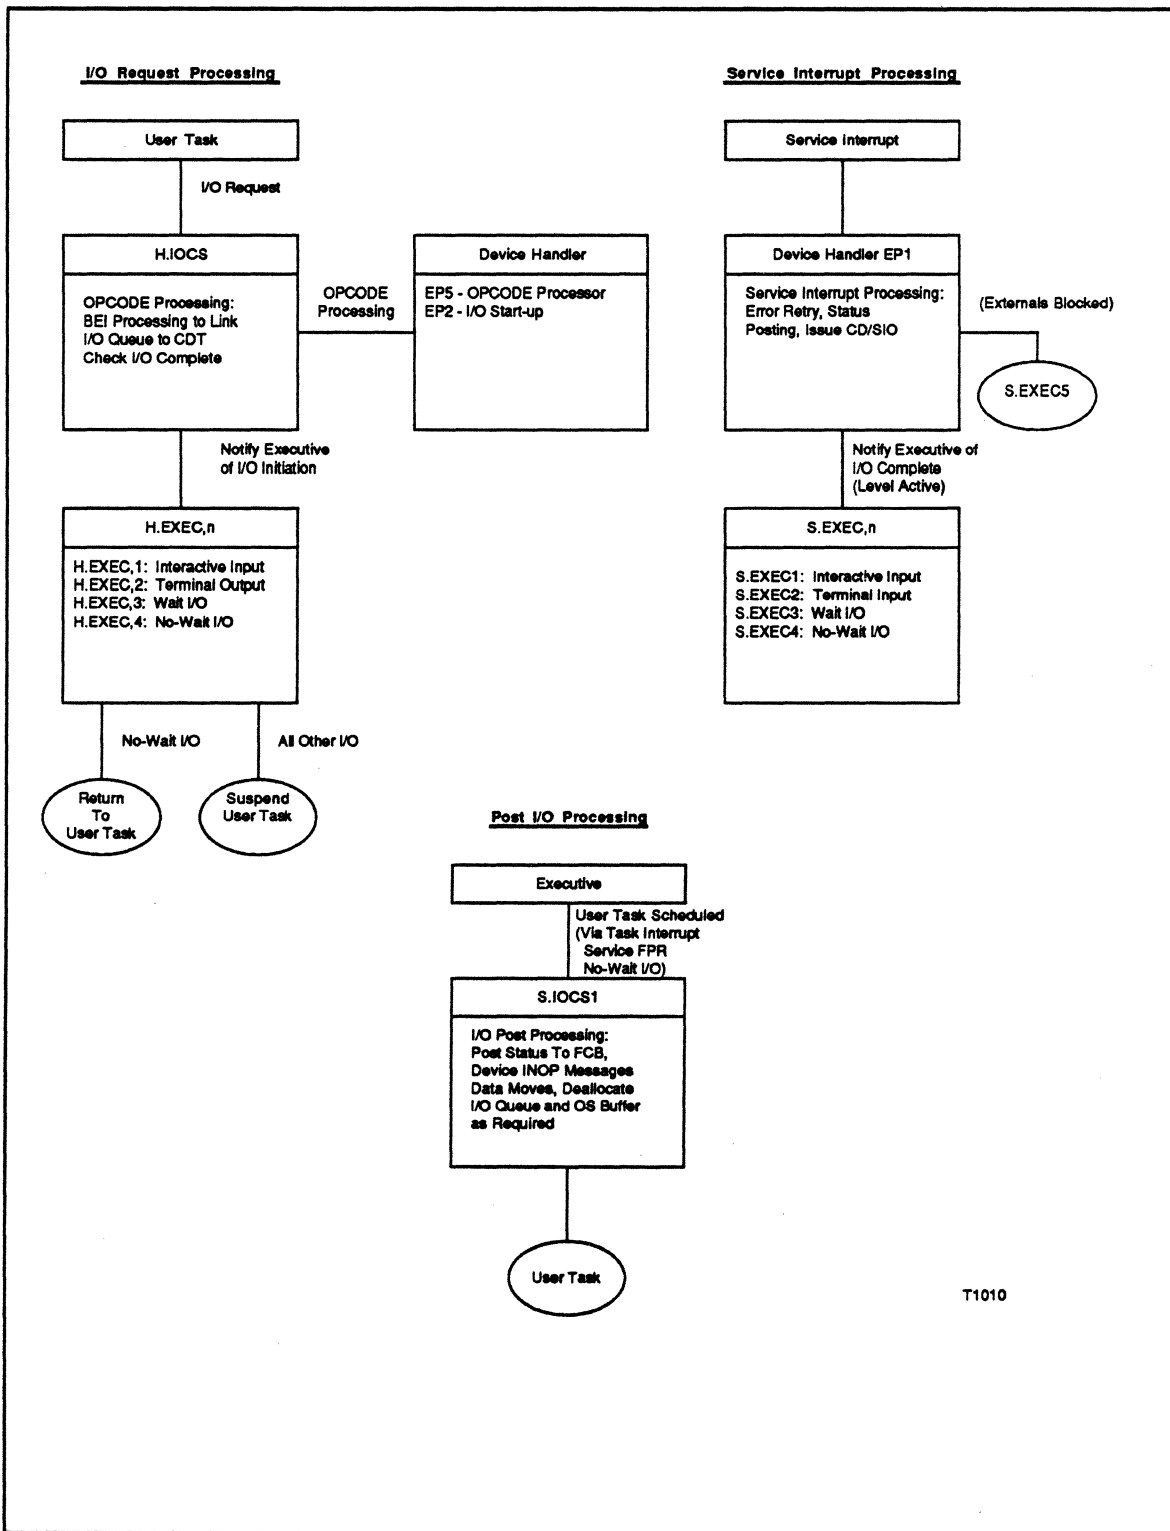 I/O Request Processing
User Task
I/O Request
H.IOCS
OPCODE Processing:
BEI Processing to Link
I/O Queue to CDT
Check I/O Complete
OPCODE
Processing
Device Handler
EP5 - OPCODE Processor
EP2 - I/O Start-up
Notify Executive
of I/O Initiation
H.EXEC,n
H.EXEC,1: Interactive Input
H.EXEC,2: Terminal Output
H.EXEC,3: Wait I/O
H.EXEC,4: No-Wait I/O
No-Wait I/O
All Other I/O
Return
To
User Task
Suspend
User Task
Service Interrupt Processing
Service Interrupt
Device Handler EP1
Service Interrupt Processing:
Error Retry, Status
Posting, Issue CD/SIO
(Externals Blocked)
S.EXEC5
Notify Executive of
I/O Complete
(Level Active)
S.EXEC,n
S.EXEC1: Interactive Input
S.EXEC2: Terminal Input
S.EXEC3: Wait I/O
S.EXEC4: No-Wait I/O
Post I/O Processing
Executive
User Task Scheduled
(Via Task Interrupt
Service FPR
No-Wait I/O)
S.IOCS1
I/O Post Processing:
Post Status To FCB,
Device INOP Messages
Data Moves, Deallocate
I/O Queue and OS Buffer
as Required
User Task
T1010